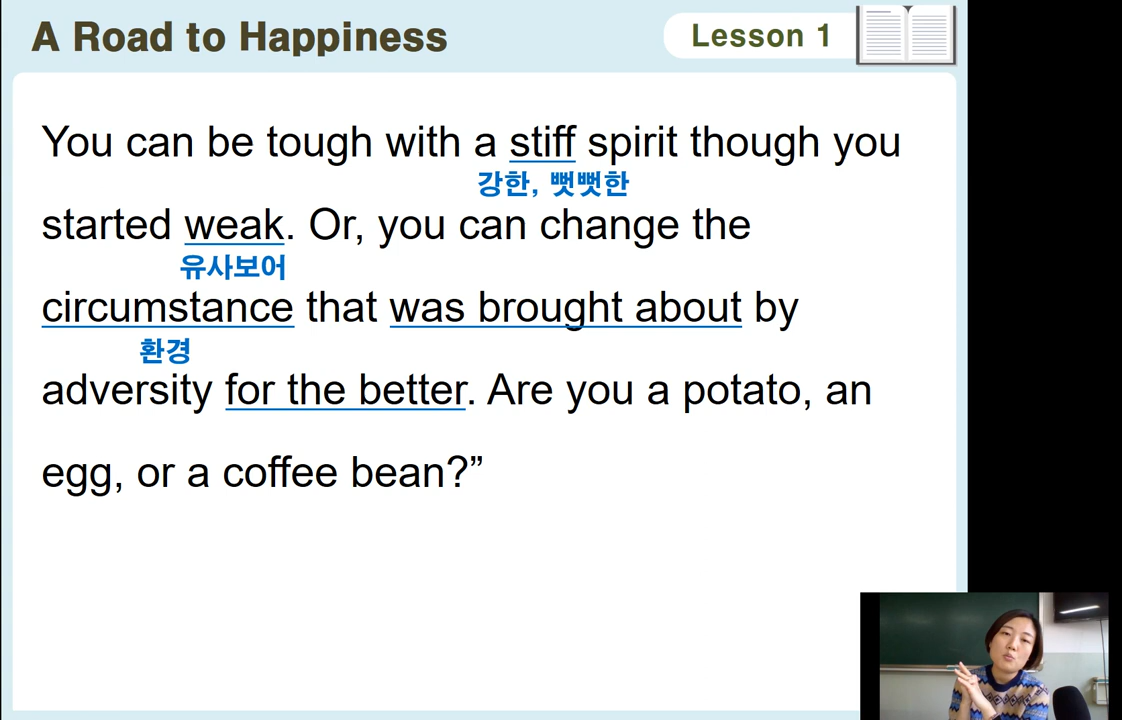 A Road to Happiness
Lesson 1
You can be tough with a stiff spirit though you
강한, 뻣뻣한
started weak. Or, you can change the
유사보어
circumstance that was brought about by
환경
adversity for the better. Are you a potato, an
egg, or a coffee bean?”